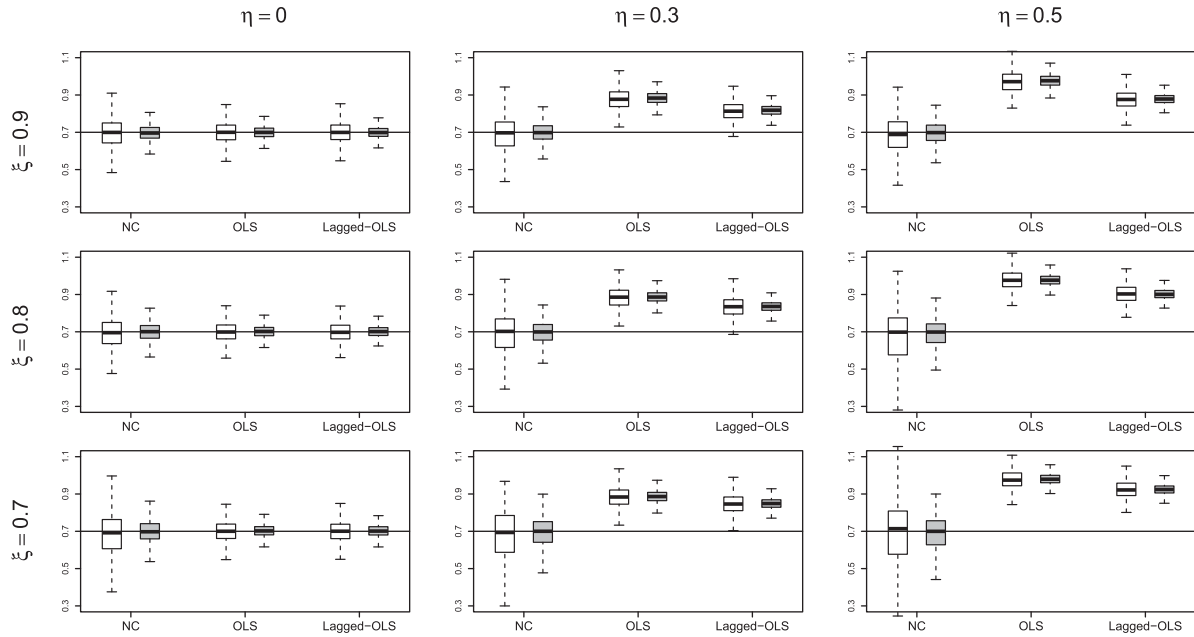 η = 0 η = 0.3 η = 0.5
ξ = 0.9
1.1 0.9 0.7 0.5 0.3
NC OLS Lagged-OLS
1.1 0.9 0.7 0.5 0.3
NC OLS Lagged-OLS
1.1 0.9 0.7 0.5 0.3
NC OLS Lagged-OLS
ξ = 0.8
1.1 0.9 0.7 0.5 0.3
NC OLS Lagged-OLS
1.1 0.9 0.7 0.5 0.3
NC OLS Lagged-OLS
1.1 0.9 0.7 0.5 0.3
NC OLS Lagged-OLS
ξ = 0.7
1.1 0.9 0.7 0.5 0.3
NC OLS Lagged-OLS
1.1 0.9 0.7 0.5 0.3
NC OLS Lagged-OLS
1.1 0.9 0.7 0.5 0.3
NC OLS Lagged-OLS